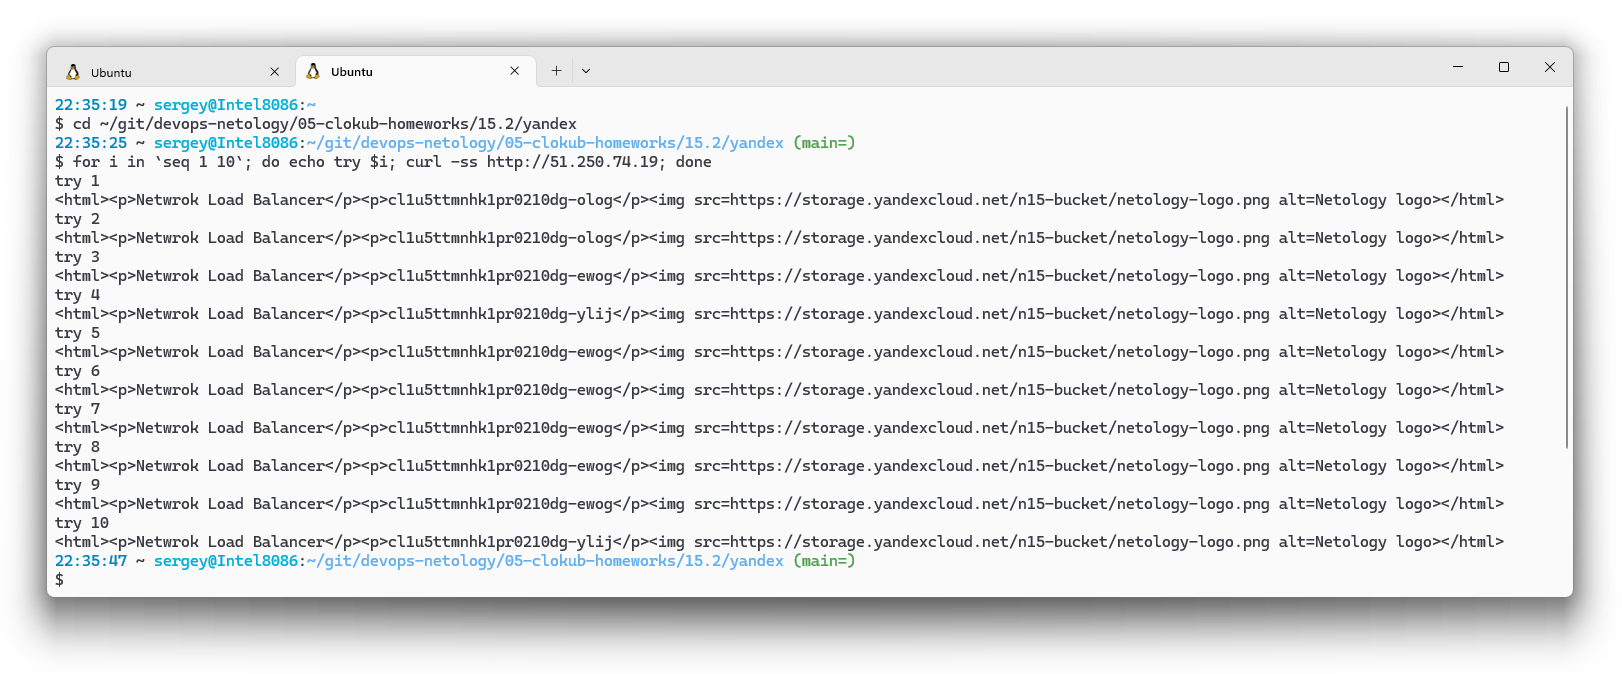 Ubuntu
Ubuntu
22:35:19 ~ sergey@Intel8086:~
$ cd ~/git/devops-netology/05-clokub-homeworks/15.2/yandex
22:35:25 ~ sergey@Intel8086:~/git/devops-netology/05-clokub-homeworks/15.2/yandex (main=)
$ for i in `seq 1 10`; do echo try $i; curl -ss http://51.250.74.19; done
try 1
<html><p>Netwrok Load Balancer</p><p>cl1u5ttmnhk1pr0210dg-olog</p><img src=https://storage.yandexcloud.net/n15-bucket/netology-logo.png alt=Netology logo></html>
try 2
<html><p>Netwrok Load Balancer</p><p>cl1u5ttmnhk1pr0210dg-olog</p><img src=https://storage.yandexcloud.net/n15-bucket/netology-logo.png alt=Netology logo></html>
try 3
<html><p>Netwrok Load Balancer</p><p>cl1u5ttmnhk1pr0210dg-ewog</p><img src=https://storage.yandexcloud.net/n15-bucket/netology-logo.png alt=Netology logo></html>
try 4
<html><p>Netwrok Load Balancer</p><p>cl1u5ttmnhk1pr0210dg-ylij</p><img src=https://storage.yandexcloud.net/n15-bucket/netology-logo.png alt=Netology logo></html>
try 5
<html><p>Netwrok Load Balancer</p><p>cl1u5ttmnhk1pr0210dg-ewog</p><img src=https://storage.yandexcloud.net/n15-bucket/netology-logo.png alt=Netology logo></html>
try 6
<html><p>Netwrok Load Balancer</p><p>cl1u5ttmnhk1pr0210dg-ewog</p><img src=https://storage.yandexcloud.net/n15-bucket/netology-logo.png alt=Netology logo></html>
try 7
<html><p>Netwrok Load Balancer</p><p>cl1u5ttmnhk1pr0210dg-ewog</p><img src=https://storage.yandexcloud.net/n15-bucket/netology-logo.png alt=Netology logo></html>
try 8
<html><p>Netwrok Load Balancer</p><p>cl1u5ttmnhk1pr0210dg-ewog</p><img src=https://storage.yandexcloud.net/n15-bucket/netology-logo.png alt=Netology logo></html>
try 9
<html><p>Netwrok Load Balancer</p><p>cl1u5ttmnhk1pr0210dg-ewog</p><img src=https://storage.yandexcloud.net/n15-bucket/netology-logo.png alt=Netology logo></html>
try 10
<html><p>Netwrok Load Balancer</p><p>cl1u5ttmnhk1pr0210dg-ylij</p><img src=https://storage.yandexcloud.net/n15-bucket/netology-logo.png alt=Netology logo></html>
22:35:47 ~ sergey@Intel8086:~/git/devops-netology/05-clokub-homeworks/15.2/yandex (main=)
$